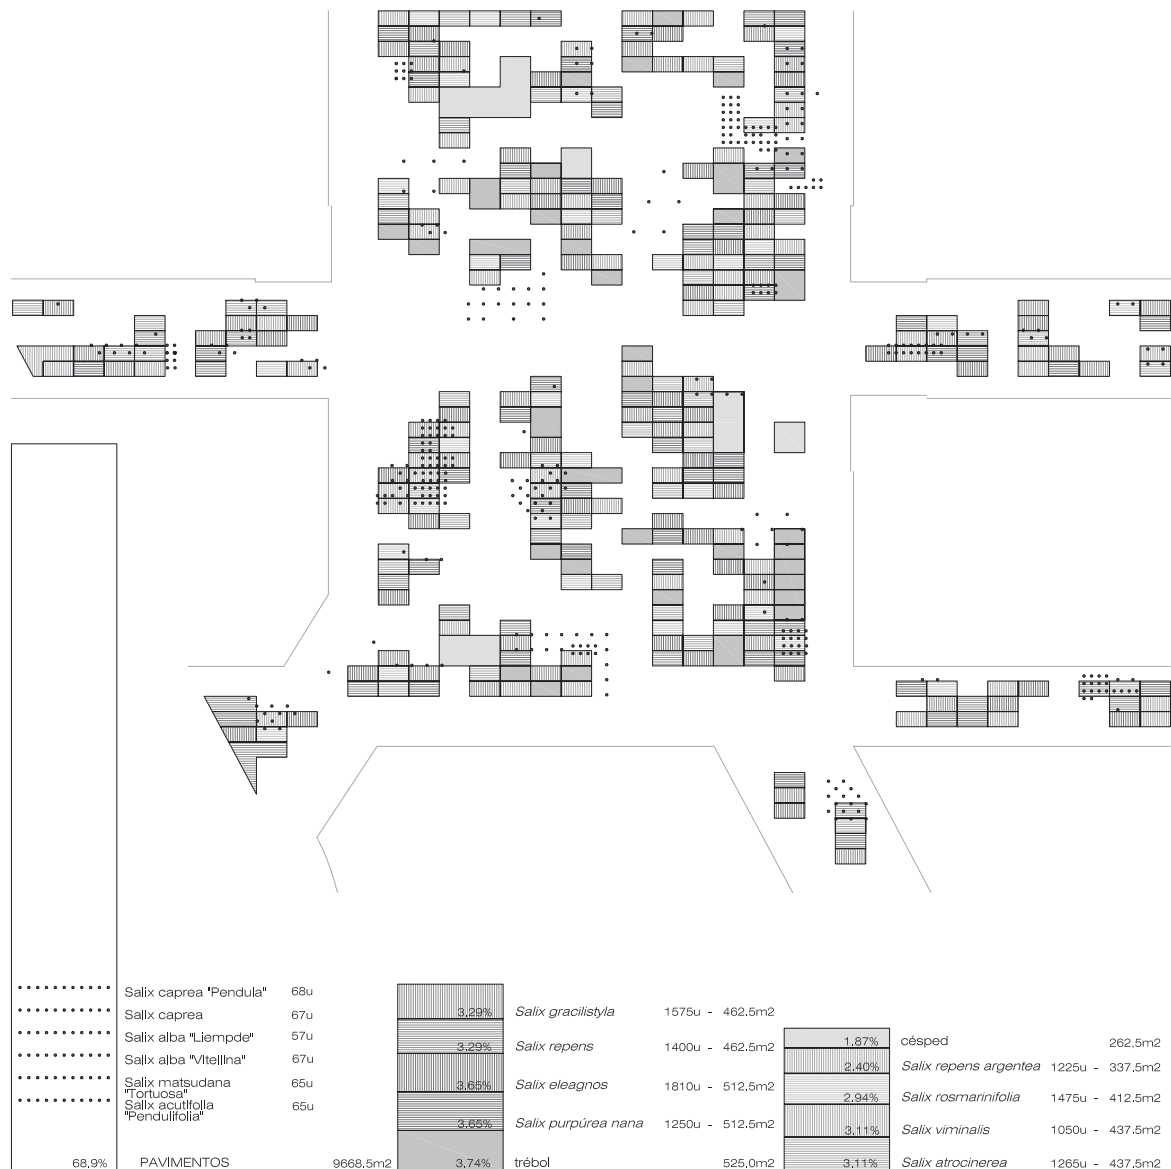 Salix caprea "Pendula" 68u
Salix caprea 67u
Salix alba "Liempde" 57u
Salix alba "Vitellina" 67u
Salix matsudana 65u
"Tortuosa"
Salix acutifolia 65u
"Pendulifolia"
68,9% PAVIMENTOS 9668,5m2
3,29% Salix gracilistyla 1575u - 462,5m2
3,29% Salix repens 1400u - 462,5m2
3,65% Salix eleagnos 1810u - 512,5m2
3,65% Salix purpúrea nana 1250u - 512,5m2
3,74% trébol 525,0m2
1,87% césped 262,5m2
2,40% Salix repens argentea 1225u - 337,5m2
2,94% Salix rosmarinifolia 1475u - 412,5m2
3,11% Salix viminalis 1050u - 437,5m2
3,11% Salix atrocinerea 1265u - 437,5m2